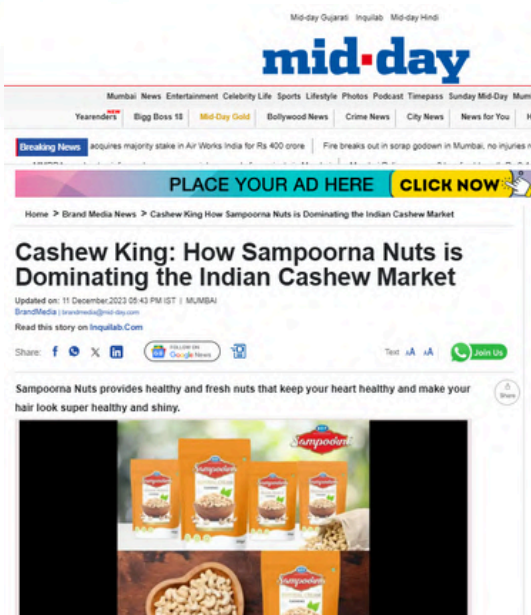 Mid-day Gujarati Inquilab Mid-day Hindi
mid-day
Mumbai News Entertainment Celebrity Life Sports Lifestyle Photos Podcast Timepass Sunday Mid-Day Mum
NEW
Yearenders Bigg Boss 18 Mid-Day Gold Bollywood News Crime News City News News for You H
Breaking News acquires majority stake in Air Works India for Rs 400 crore Fire breaks out in scrap godown in Mumbai, no injuries r
PLACE YOUR AD HERE CLICK NOW
Home > Brand Media News > Cashew King How Sampoorna Nuts is Dominating the Indian Cashew Market
Cashew King: How Sampoorna Nuts is
Dominating the Indian Cashew Market
Updated on: 11 December,2023 05:43 PM IST | MUMBAI
BrandMedia | brandmedia@mid-day.com
Read this story on Inquilab.Com
Share: FOLLOW ON Google News Text AA AA Join Us
Sampoorna Nuts provides healthy and fresh nuts that keep your heart healthy and make your
Share
hair look super healthy and shiny.